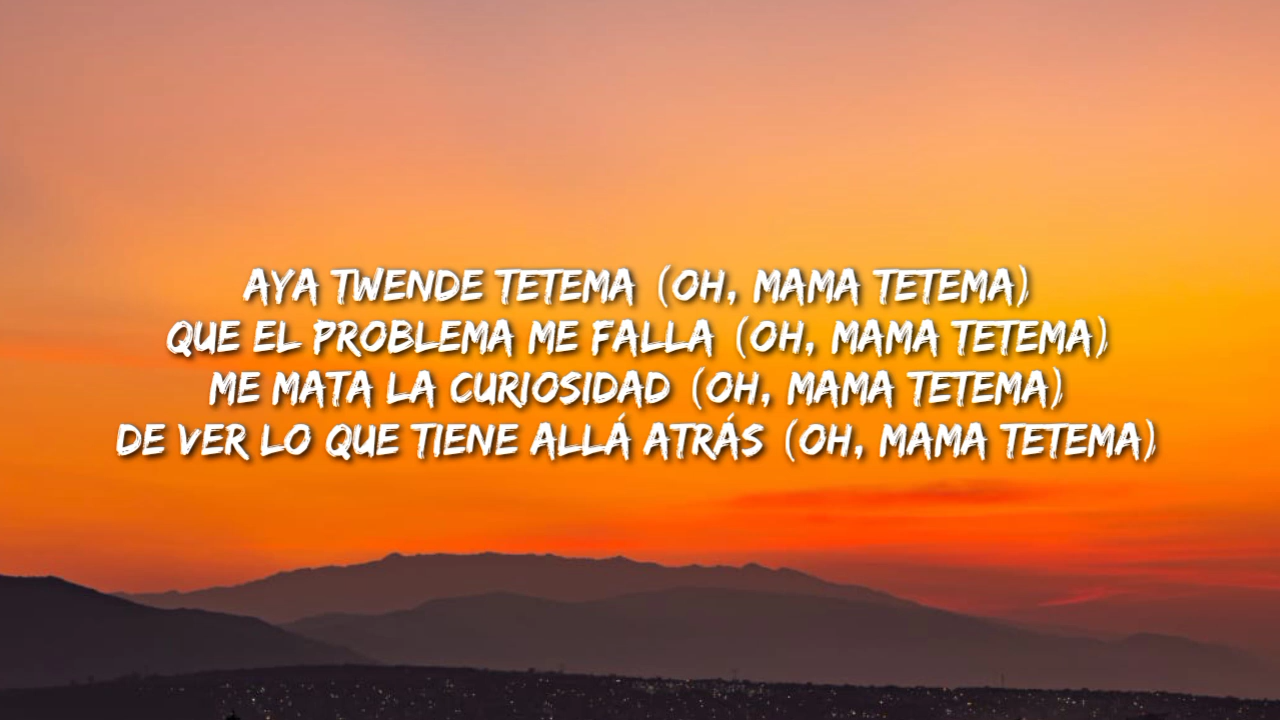 AYA TWENDE TETEMA (OH, MAMA TETEMA)
QUE EL PROBLEMA ME FALLA (OH, MAMA TETEMA)
ME MATA LA CURIOSIDAD (OH, MAMA TETEMA)
DE VER LO QUE TIENE ALLÁ ATRÁS (OH, MAMA TETEMA)